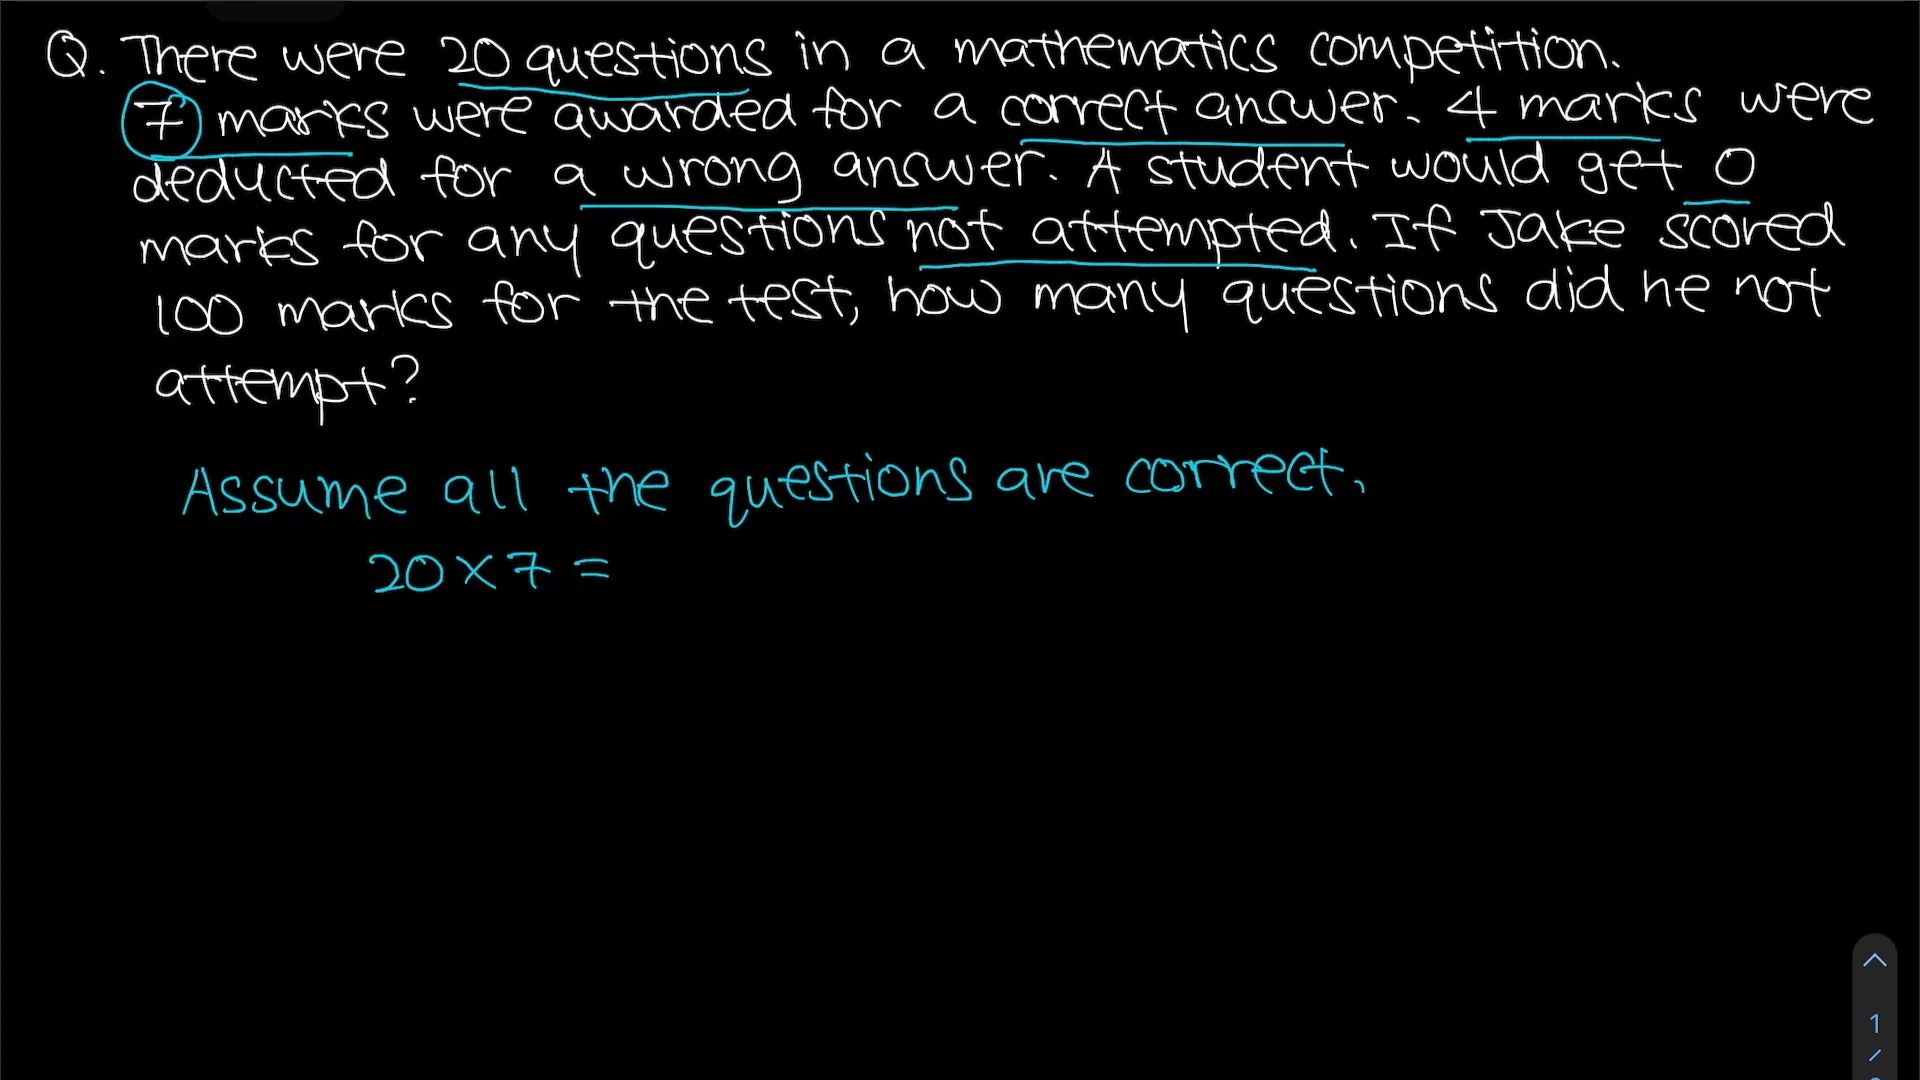 Q. There were 20 questions in a mathematics competition.
7 marks were awarded for a correct answer. 4 marks were
deducted for a wrong answer. A student would get 0
marks for any questions not attempted. If Jake scored
100 marks for the test, how many questions did he not
attempt?
Assume all the questions are correct.
20 × 7 =
1
/